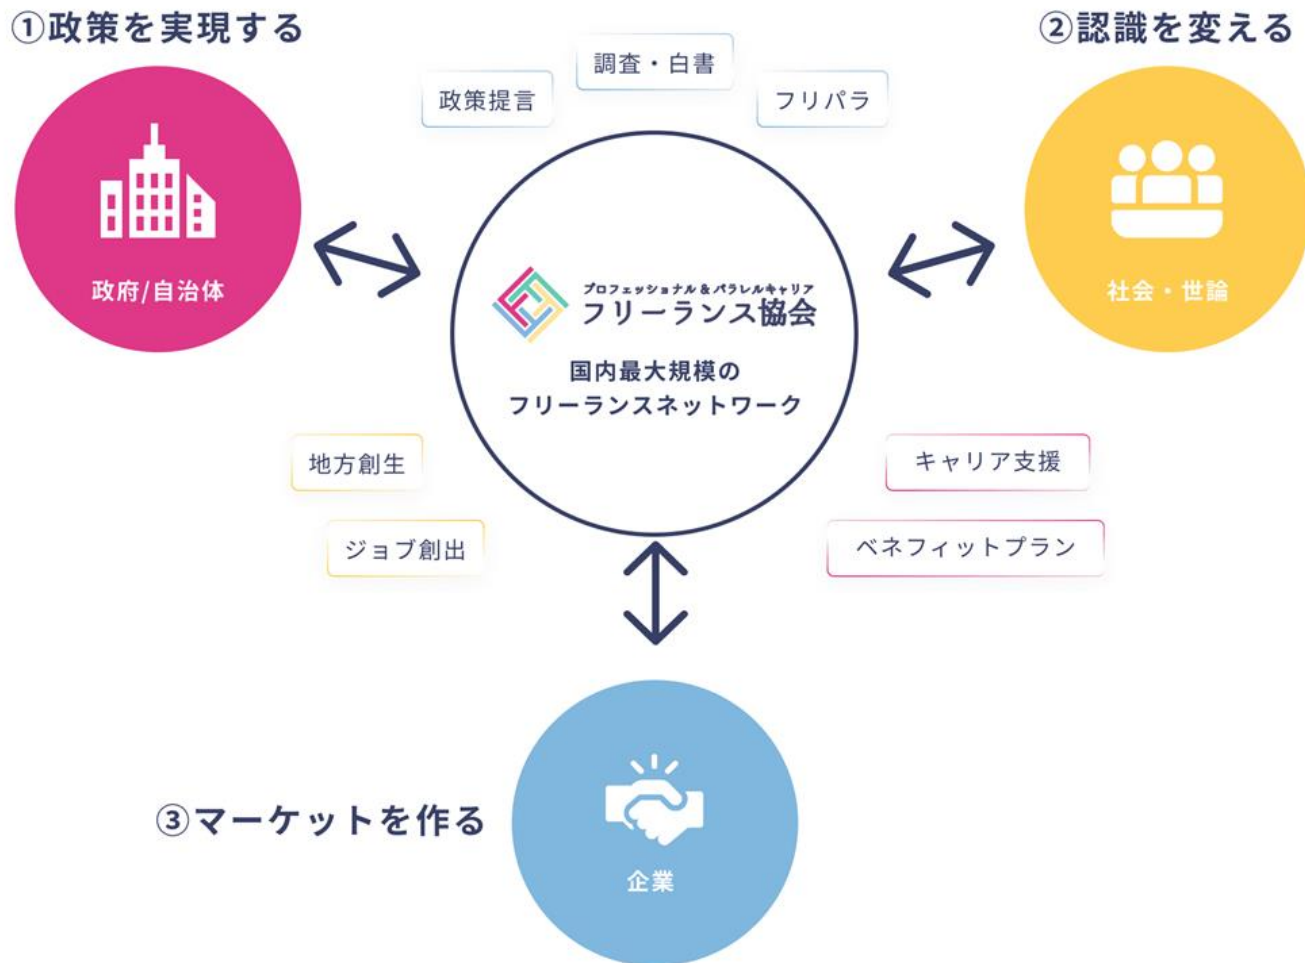 ①政策を実現する
②認識を変える
調査・白書
政策提言
フリパラ
政府/自治体
社会・世論
プロフェッショナル&パラレルキャリア
フリーランス協会
国内最大規模の
フリーランスネットワーク
地方創生
キャリア支援
ジョブ創出
ベネフィットプラン
③マーケットを作る
企業